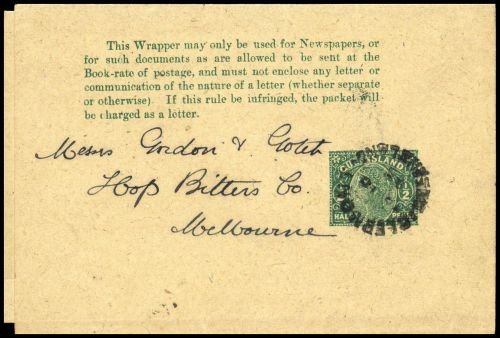 This Wrapper may only be used for Newspapers, or
for such documents as are allowed to be sent at the
Book-rate of postage, and must not enclose any letter or
communication of the nature of a letter (whether separate
or otherwise). If this rule be infringed, the packet will
be charged as a letter.
Messrs Gordon & Gotch
Hop Bitters Co.
Melbourne
QUEENSLAND
1/2
HALF PENNY